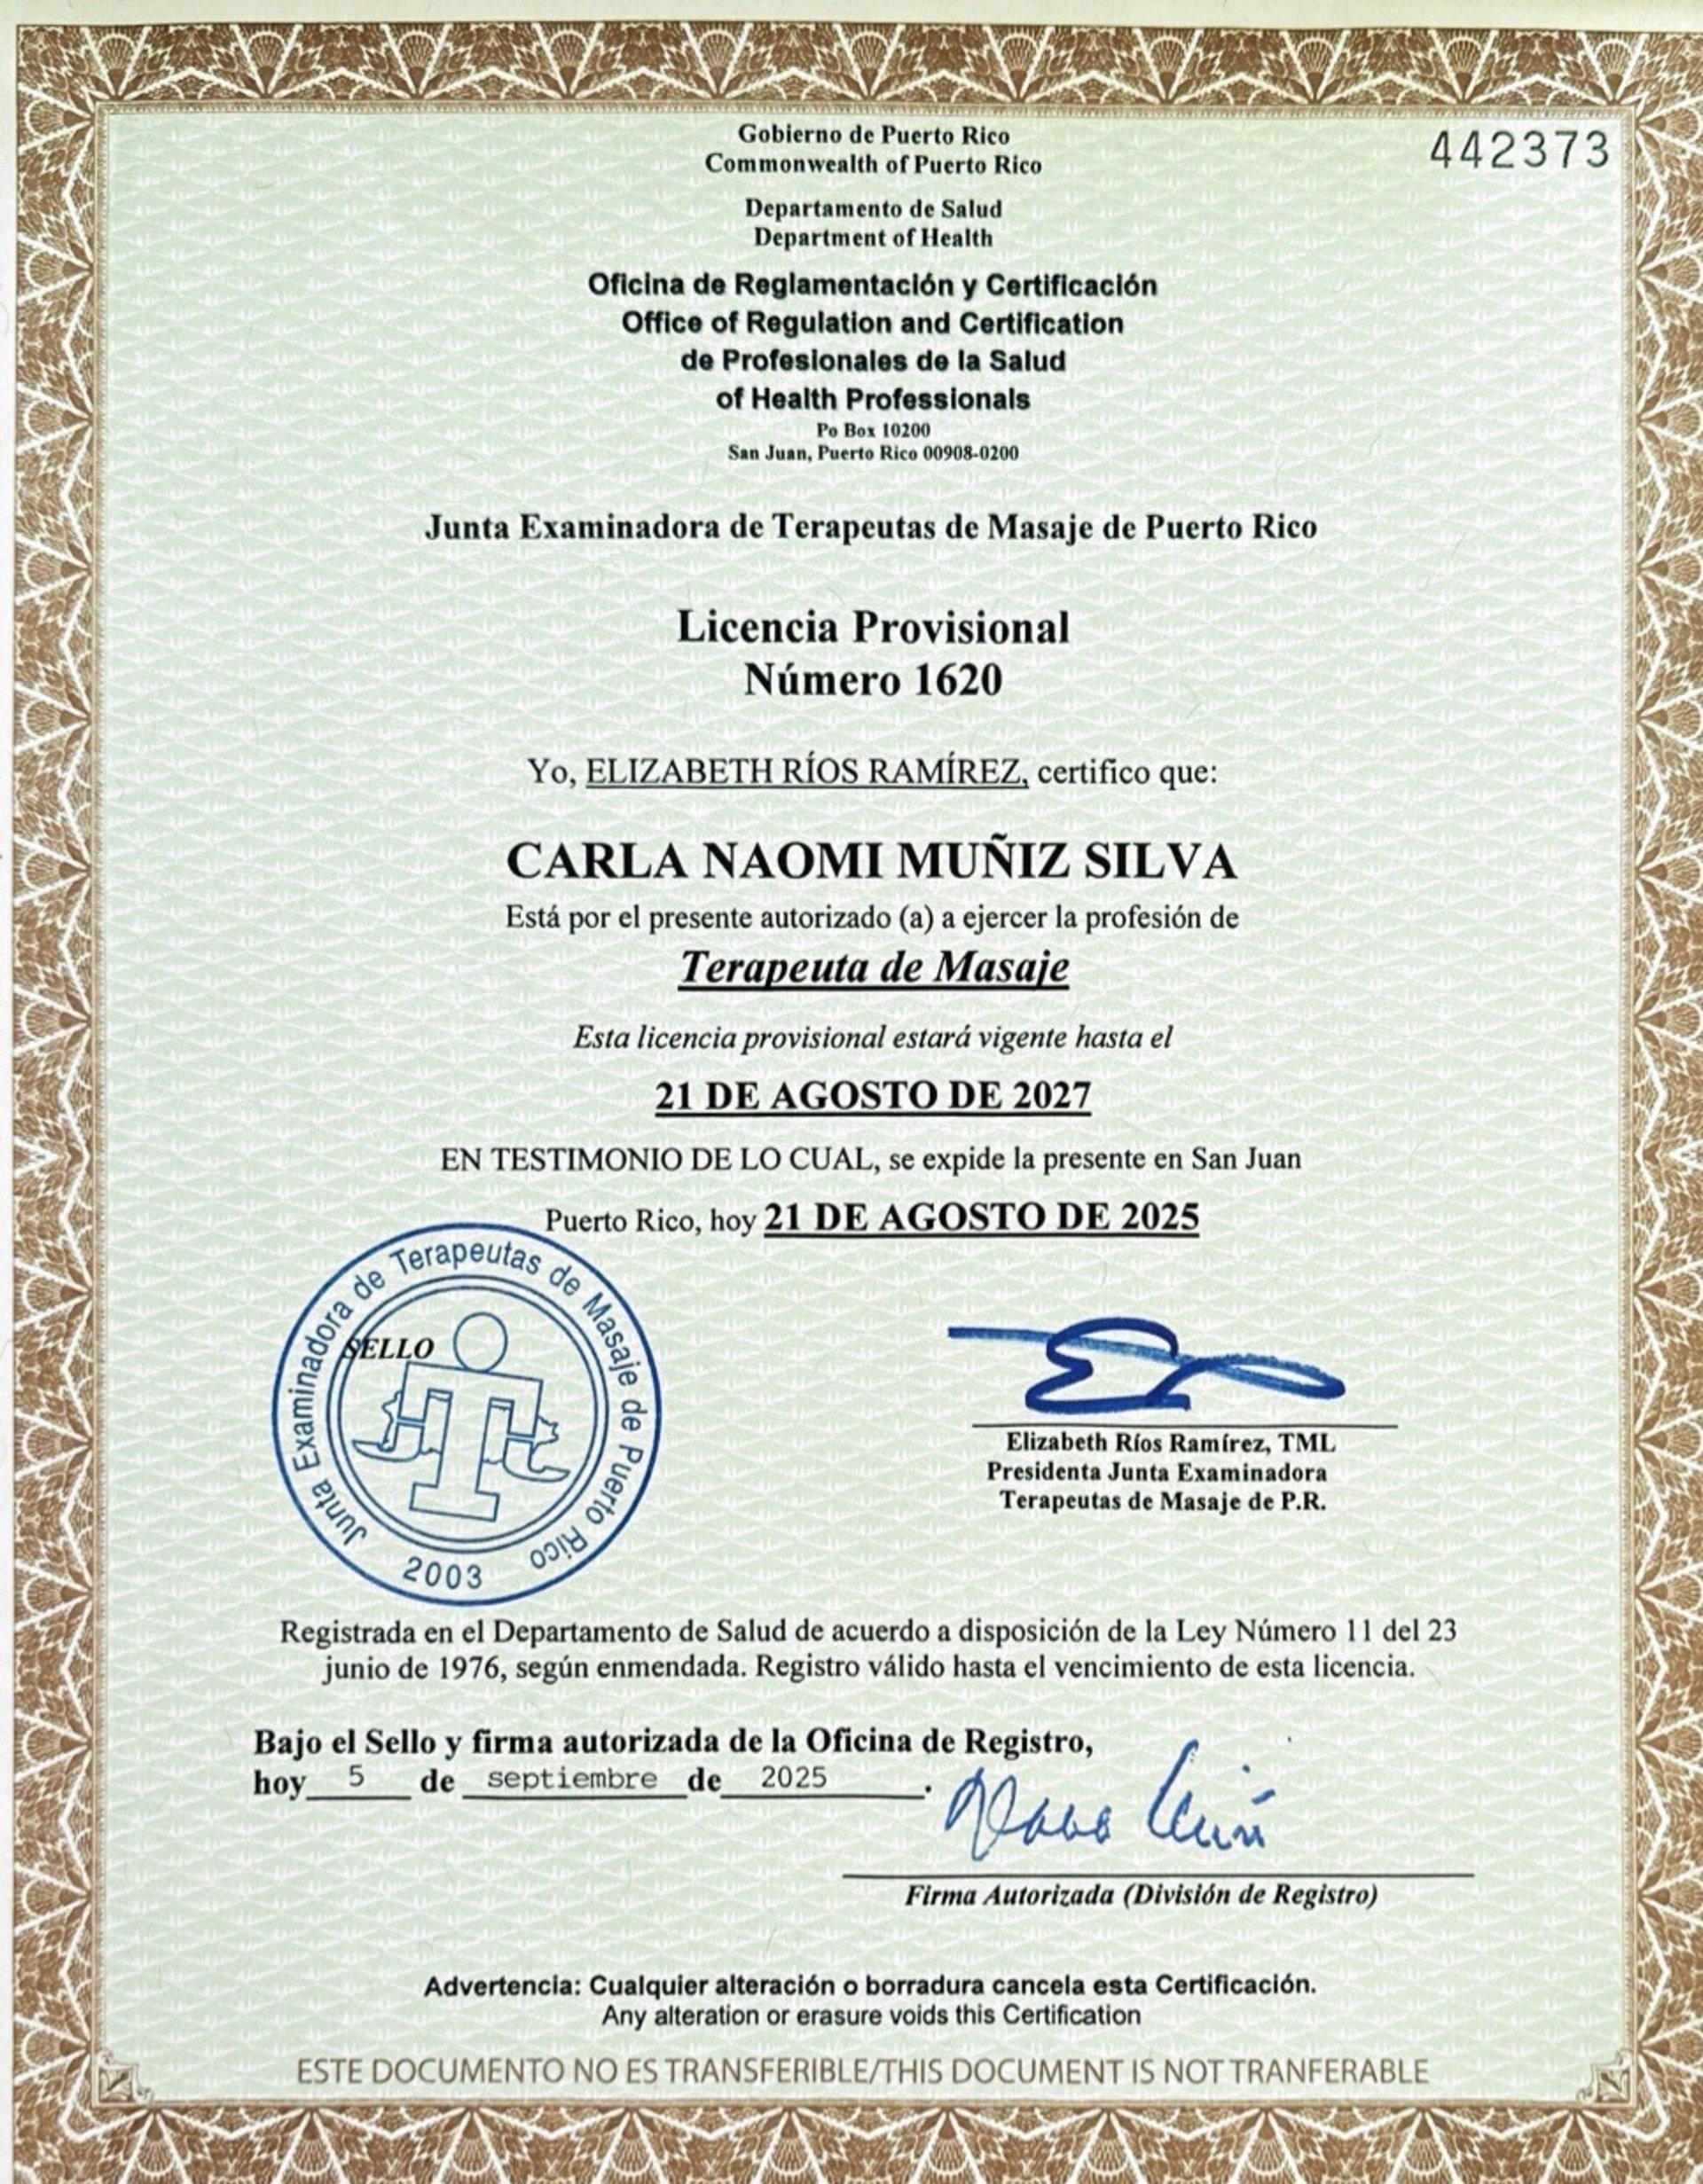 442373
Gobierno de Puerto Rico
Commonwealth of Puerto Rico
Departamento de Salud
Department of Health
Oficina de Reglamentación y Certificación
Office of Regulation and Certification
de Profesionales de la Salud
of Health Professionals
Po Box 10200
San Juan, Puerto Rico 00908-0200
Junta Examinadora de Terapeutas de Masaje de Puerto Rico
Licencia Provisional
Número 1620
Yo, ELIZABETH RÍOS RAMÍREZ, certifico que:
CARLA NAOMI MUÑIZ SILVA
Está por el presente autorizado (a) a ejercer la profesión de
Terapeuta de Masaje
Esta licencia provisional estará vigente hasta el
21 DE AGOSTO DE 2027
EN TESTIMONIO DE LO CUAL, se expide la presente en San Juan
Puerto Rico, hoy 21 DE AGOSTO DE 2025
Junta Examinadora de Terapeutas de Masaje de Puerto Rico
SELLO
2003
Elizabeth Ríos Ramírez, TML
Presidenta Junta Examinadora
Terapeutas de Masaje de P.R.
Registrada en el Departamento de Salud de acuerdo a disposición de la Ley Número 11 del 23
junio de 1976, según enmendada. Registro válido hasta el vencimiento de esta licencia.
Bajo el Sello y firma autorizada de la Oficina de Registro,
hoy 5 de septiembre de 2025.
Firma Autorizada (División de Registro)
Advertencia: Cualquier alteración o borradura cancela esta Certificación.
Any alteration or erasure voids this Certification
ESTE DOCUMENTO NO ES TRANSFERIBLE/THIS DOCUMENT IS NOT TRANFERABLE